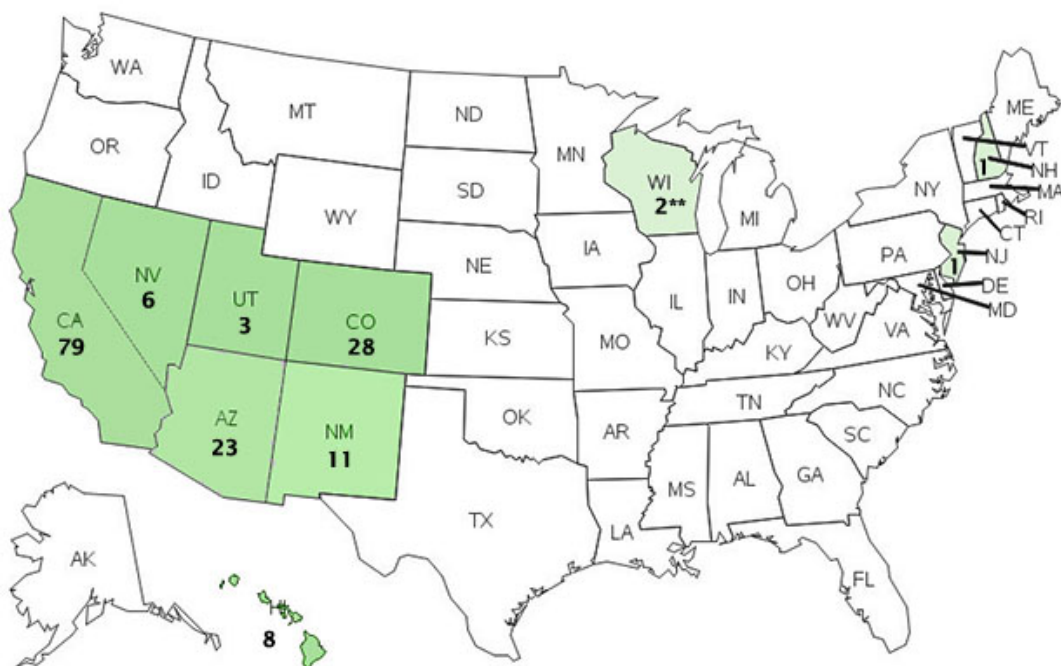 WA
MT
ND
OR
ID
SD
WY
MN
WI
2**
MI
NY
ME
VT
NH
1
MA
RI
CT
NJ
1
DE
MD
PA
NE
IA
IL
IN
OH
WV
VA
KY
CA
79
NV
6
UT
3
CO
28
KS
MO
AZ
23
NM
11
OK
AR
TN
NC
SC
TX
LA
MS
AL
GA
FL
AK
HI
8